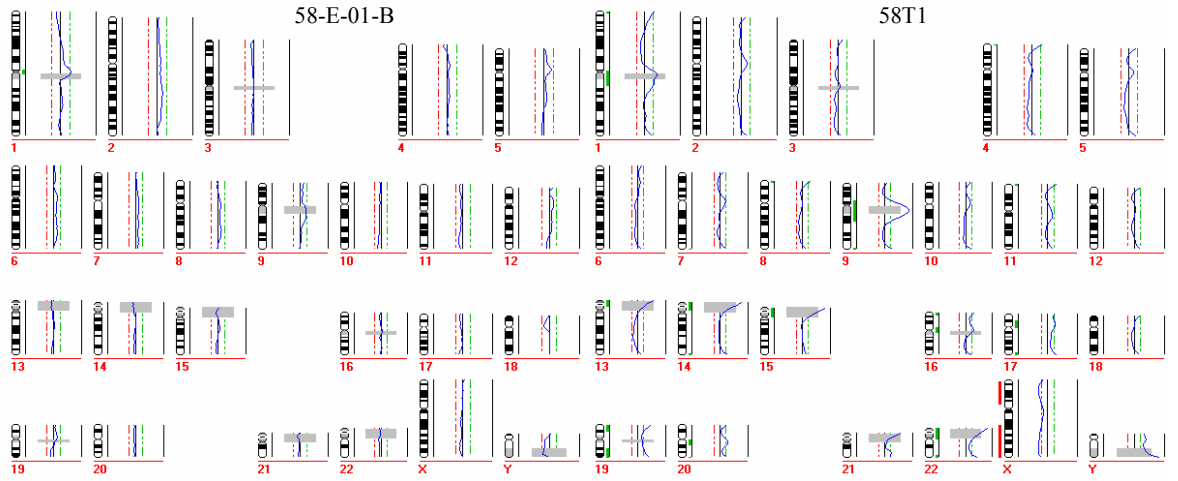 58-E-01-B 58T1
1 2 3 4 5 1 2 3 4 5
6 7 8 9 10 11 12 6 7 8 9 10 11 12
13 14 15 16 17 18 13 14 15 16 17 18
19 20 21 22 X Y 19 20 21 22 X Y